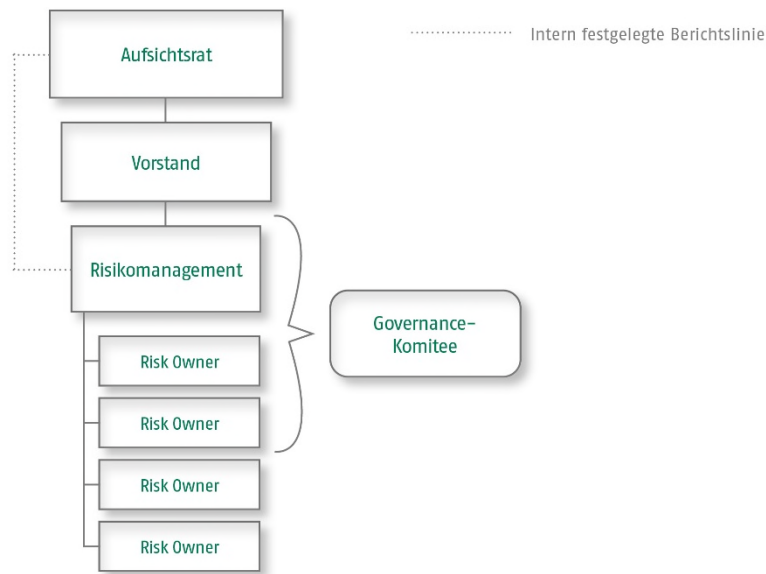 Aufsichtsrat
Intern festgelegte Berichtslinie
Vorstand
Risikomanagement
Governance-
Komitee
Risk Owner
Risk Owner
Risk Owner
Risk Owner